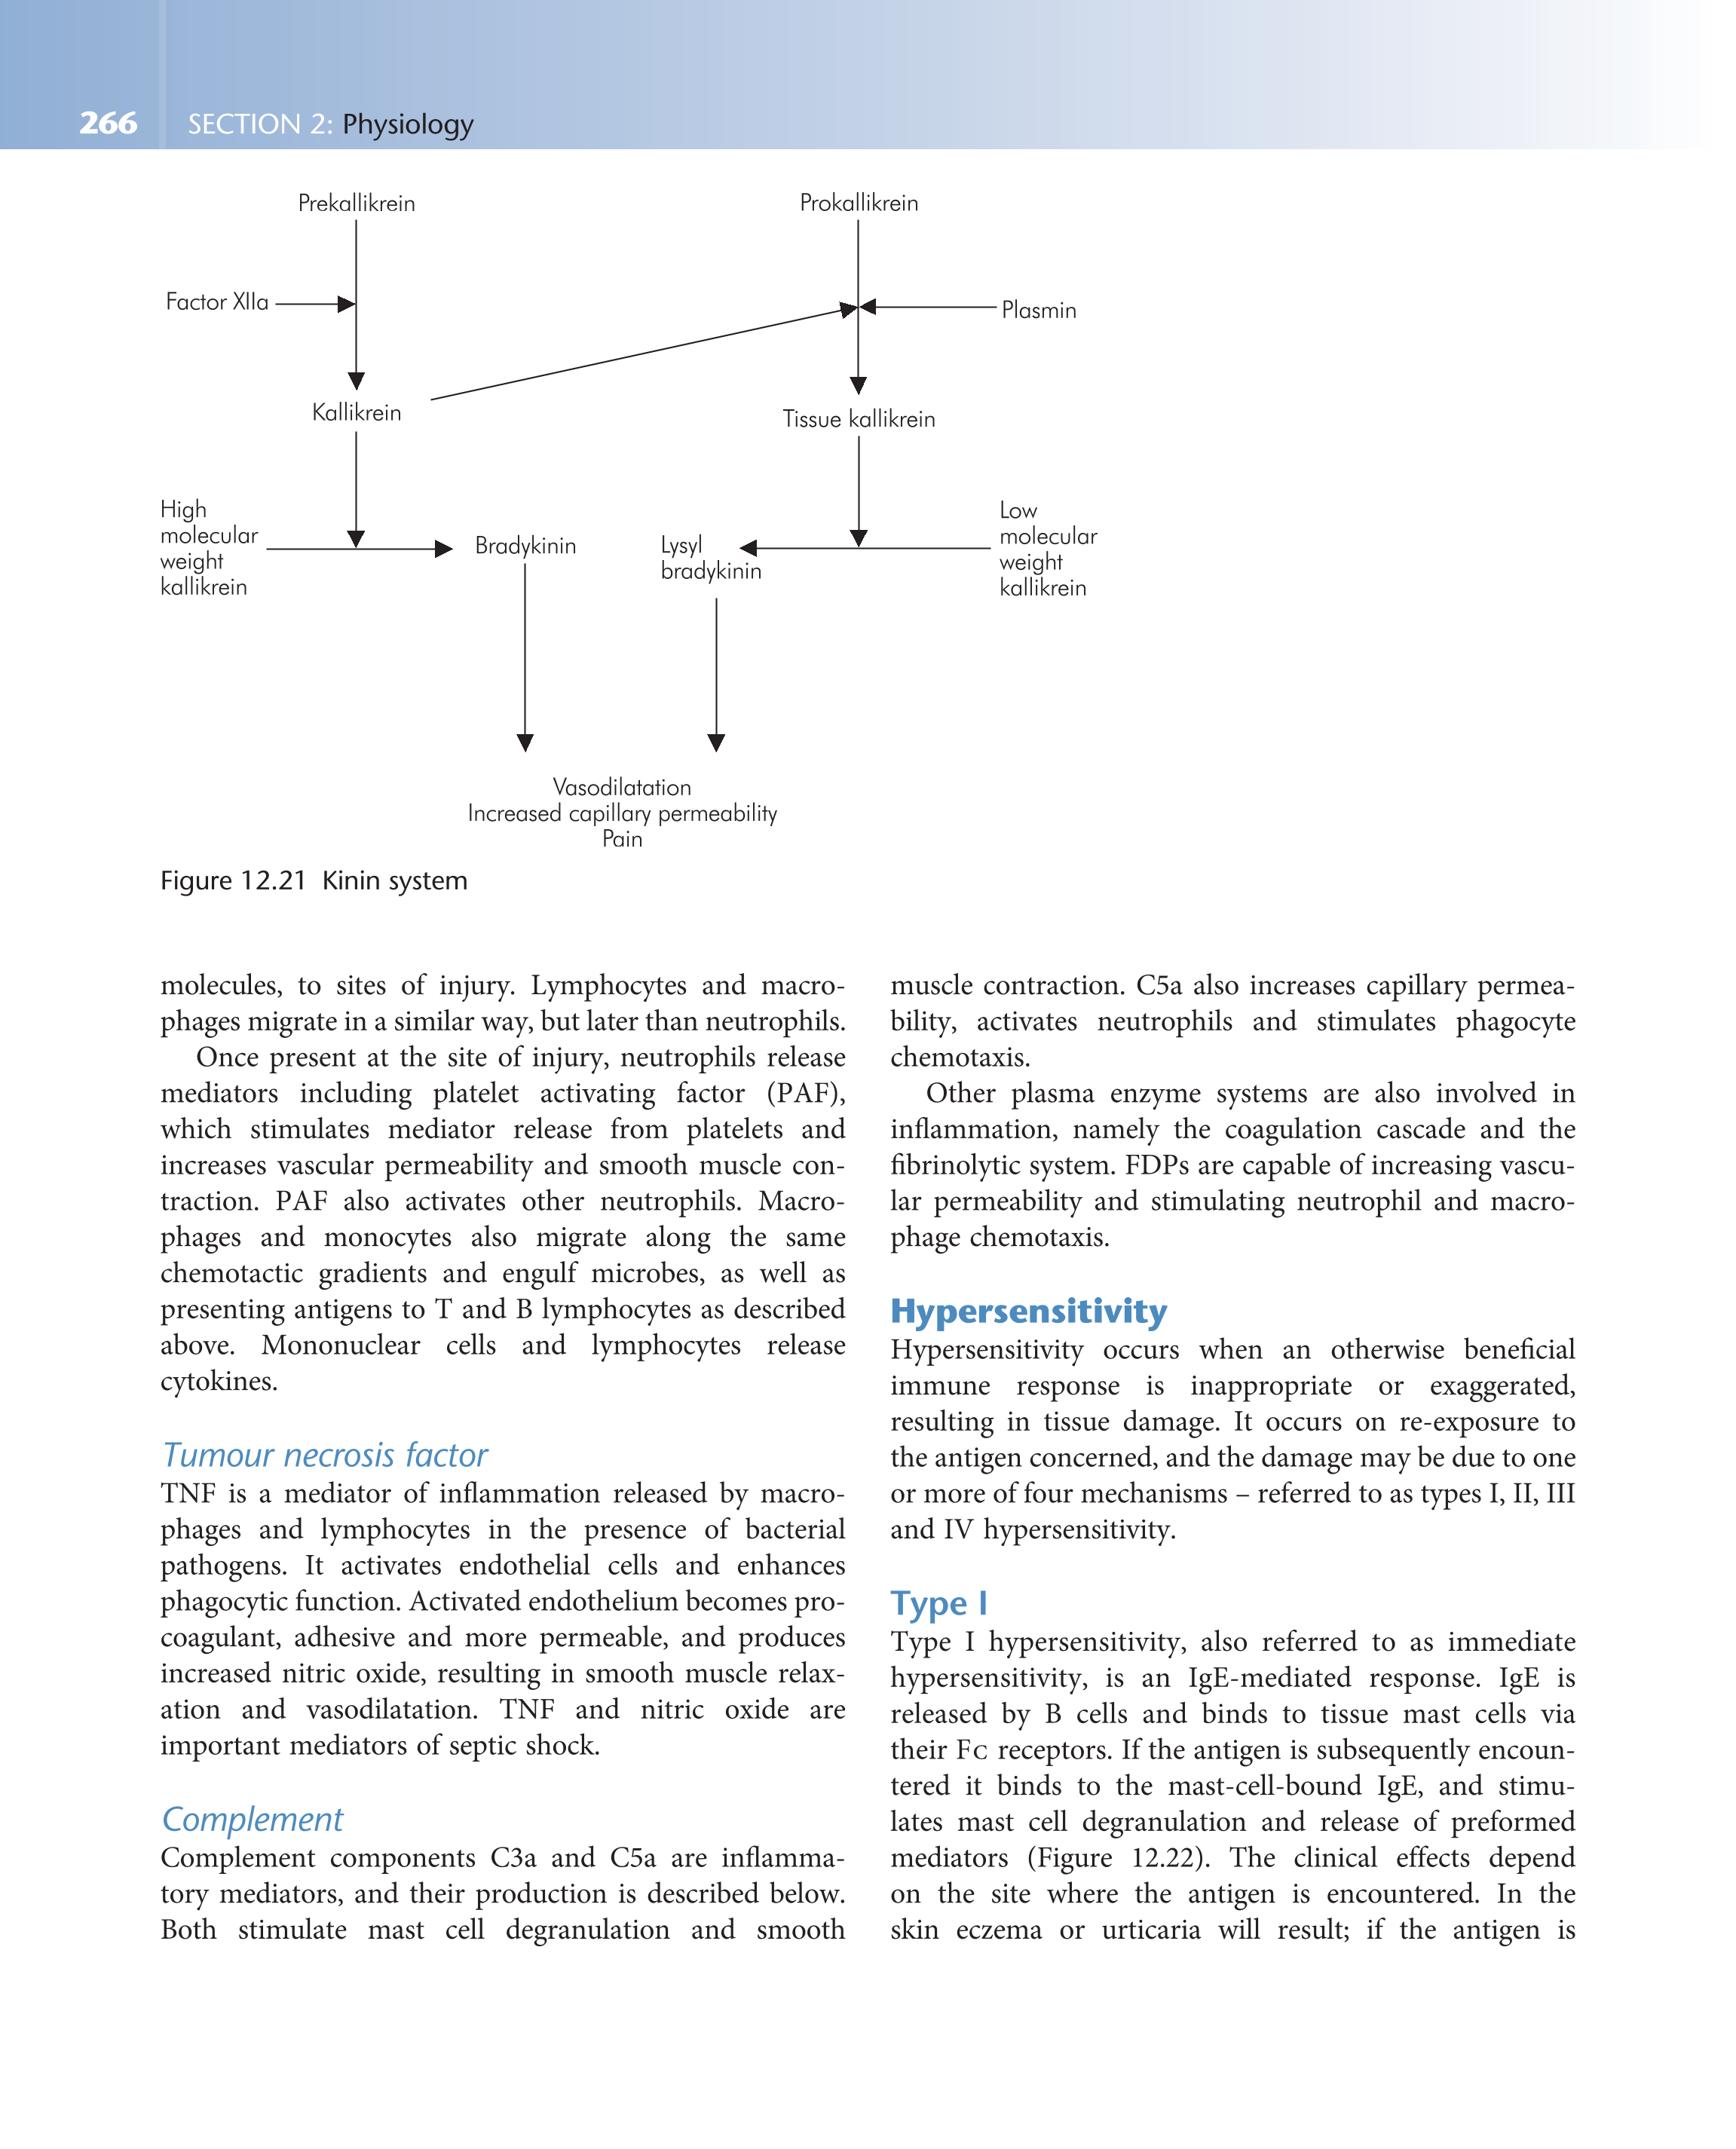 266 SECTION 2: Physiology
Prekallikrein
Prokallikrein
Factor XIIa
Plasmin
Kallikrein
Tissue kallikrein
High
molecular
weight
kallikrein
Bradykinin
Lysyl
bradykinin
Low
molecular
weight
kallikrein
Vasodilatation
Increased capillary permeability
Pain
Figure 12.21 Kinin system
molecules, to sites of injury. Lymphocytes and macro-
phages migrate in a similar way, but later than neutrophils.
Once present at the site of injury, neutrophils release
mediators including platelet activating factor (PAF),
which stimulates mediator release from platelets and
increases vascular permeability and smooth muscle con-
traction. PAF also activates other neutrophils. Macro-
phages and monocytes also migrate along the same
chemotactic gradients and engulf microbes, as well as
presenting antigens to T and B lymphocytes as described
above. Mononuclear cells and lymphocytes release
cytokines.
Tumour necrosis factor
TNF is a mediator of inflammation released by macro-
phages and lymphocytes in the presence of bacterial
pathogens. It activates endothelial cells and enhances
phagocytic function. Activated endothelium becomes pro-
coagulant, adhesive and more permeable, and produces
increased nitric oxide, resulting in smooth muscle relax-
ation and vasodilatation. TNF and nitric oxide are
important mediators of septic shock.
Complement
Complement components C3a and C5a are inflamma-
tory mediators, and their production is described below.
Both stimulate mast cell degranulation and smooth
muscle contraction. C5a also increases capillary permea-
bility, activates neutrophils and stimulates phagocyte
chemotaxis.
Other plasma enzyme systems are also involved in
inflammation, namely the coagulation cascade and the
fibrinolytic system. FDPs are capable of increasing vascu-
lar permeability and stimulating neutrophil and macro-
phage chemotaxis.
Hypersensitivity
Hypersensitivity occurs when an otherwise beneficial
immune response is inappropriate or exaggerated,
resulting in tissue damage. It occurs on re-exposure to
the antigen concerned, and the damage may be due to one
or more of four mechanisms – referred to as types I, II, III
and IV hypersensitivity.
Type I
Type I hypersensitivity, also referred to as immediate
hypersensitivity, is an IgE-mediated response. IgE is
released by B cells and binds to tissue mast cells via
their Fc receptors. If the antigen is subsequently encoun-
tered it binds to the mast-cell-bound IgE, and stimu-
lates mast cell degranulation and release of preformed
mediators (Figure 12.22). The clinical effects depend
on the site where the antigen is encountered. In the
skin eczema or urticaria will result; if the antigen is